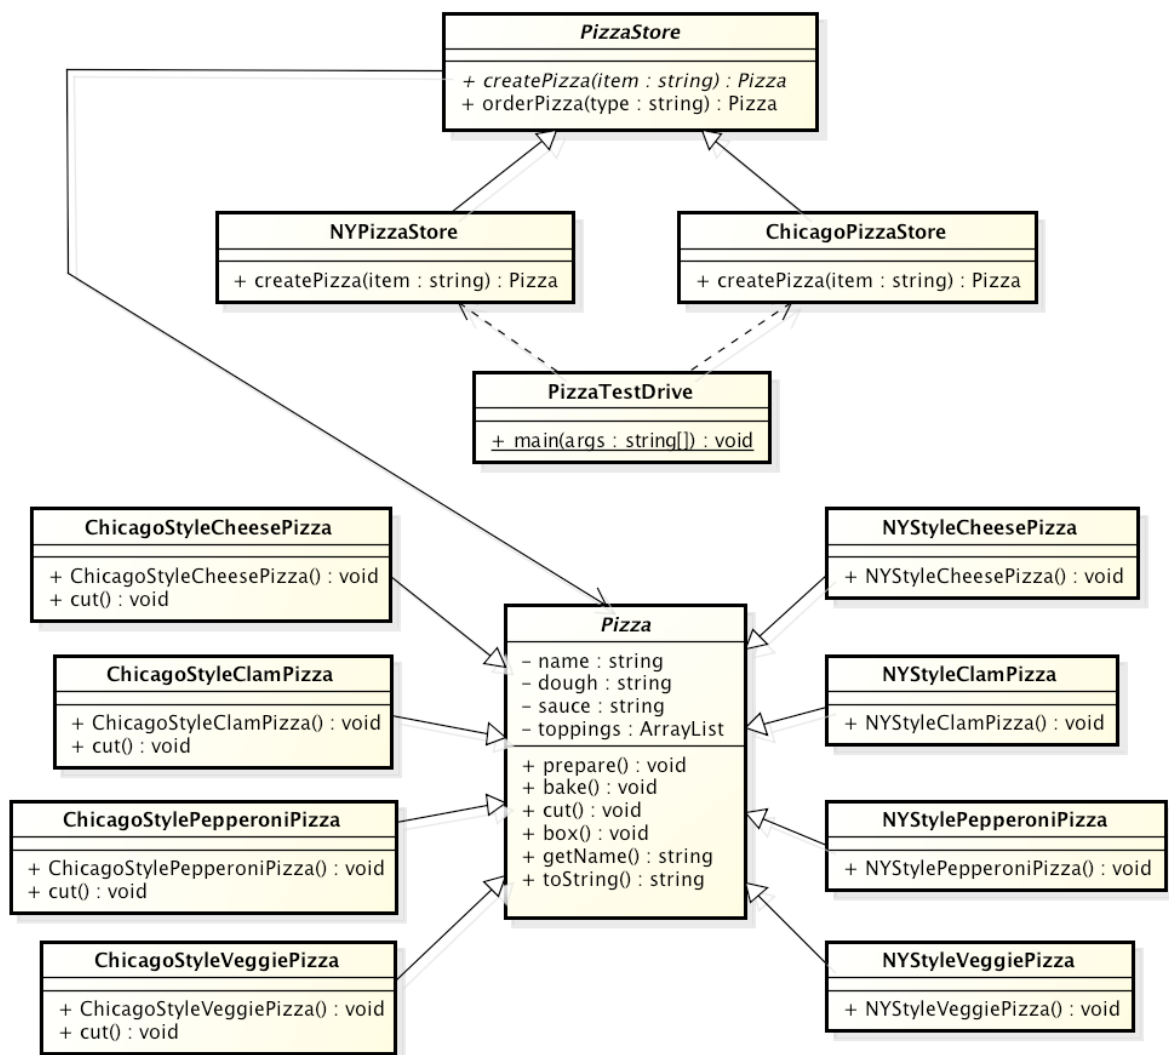 PizzaStore
+ createPizza(item : string) : Pizza
+ orderPizza(type : string) : Pizza
NYPizzaStore
+ createPizza(item : string) : Pizza
ChicagoPizzaStore
+ createPizza(item : string) : Pizza
PizzaTestDrive
+ main(args : string[]) : void
ChicagoStyleCheesePizza
+ ChicagoStyleCheesePizza() : void
+ cut() : void
ChicagoStyleClamPizza
+ ChicagoStyleClamPizza() : void
+ cut() : void
ChicagoStylePepperoniPizza
+ ChicagoStylePepperoniPizza() : void
+ cut() : void
ChicagoStyleVeggiePizza
+ ChicagoStyleVeggiePizza() : void
+ cut() : void
Pizza
– name : string
– dough : string
– sauce : string
– toppings : ArrayList
+ prepare() : void
+ bake() : void
+ cut() : void
+ box() : void
+ getName() : string
+ toString() : string
NYStyleCheesePizza
+ NYStyleCheesePizza() : void
NYStyleClamPizza
+ NYStyleClamPizza() : void
NYStylePepperoniPizza
+ NYStylePepperoniPizza() : void
NYStyleVeggiePizza
+ NYStyleVeggiePizza() : void